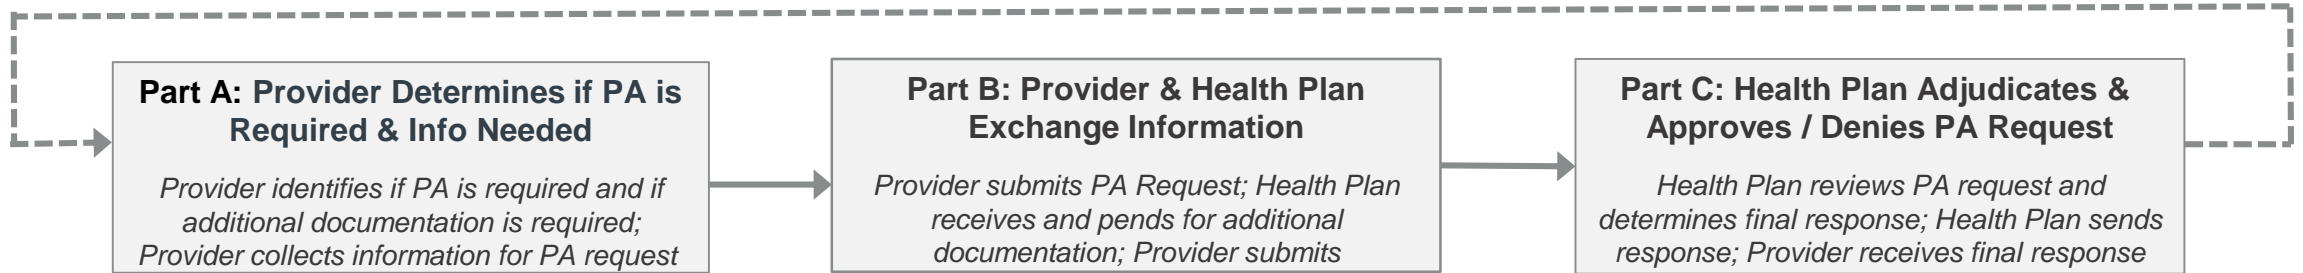 Part A: Provider Determines if PA is
Required & Info Needed
Provider identifies if PA is required and if
additional documentation is required;
Provider collects information for PA request
Part B: Provider & Health Plan
Exchange Information
Provider submits PA Request; Health Plan
receives and pends for additional
documentation; Provider submits
Part C: Health Plan Adjudicates &
Approves / Denies PA Request
Health Plan reviews PA request and
determines final response; Health Plan sends
response; Provider receives final response